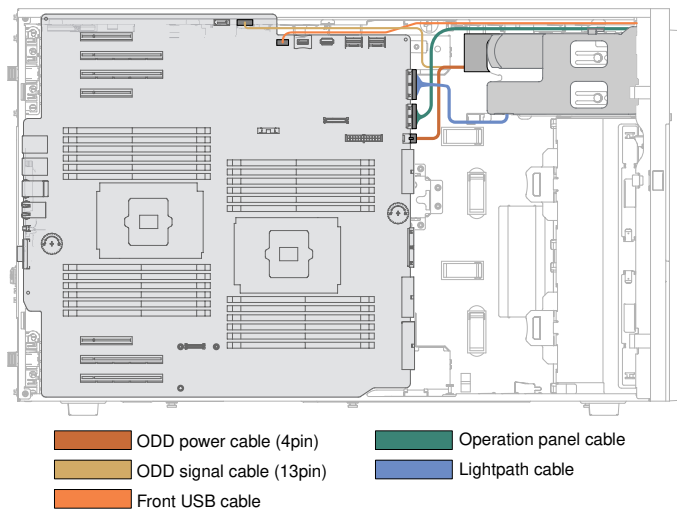 ODD power cable (4pin)
ODD signal cable (13pin)
Front USB cable
Operation panel cable
Lightpath cable